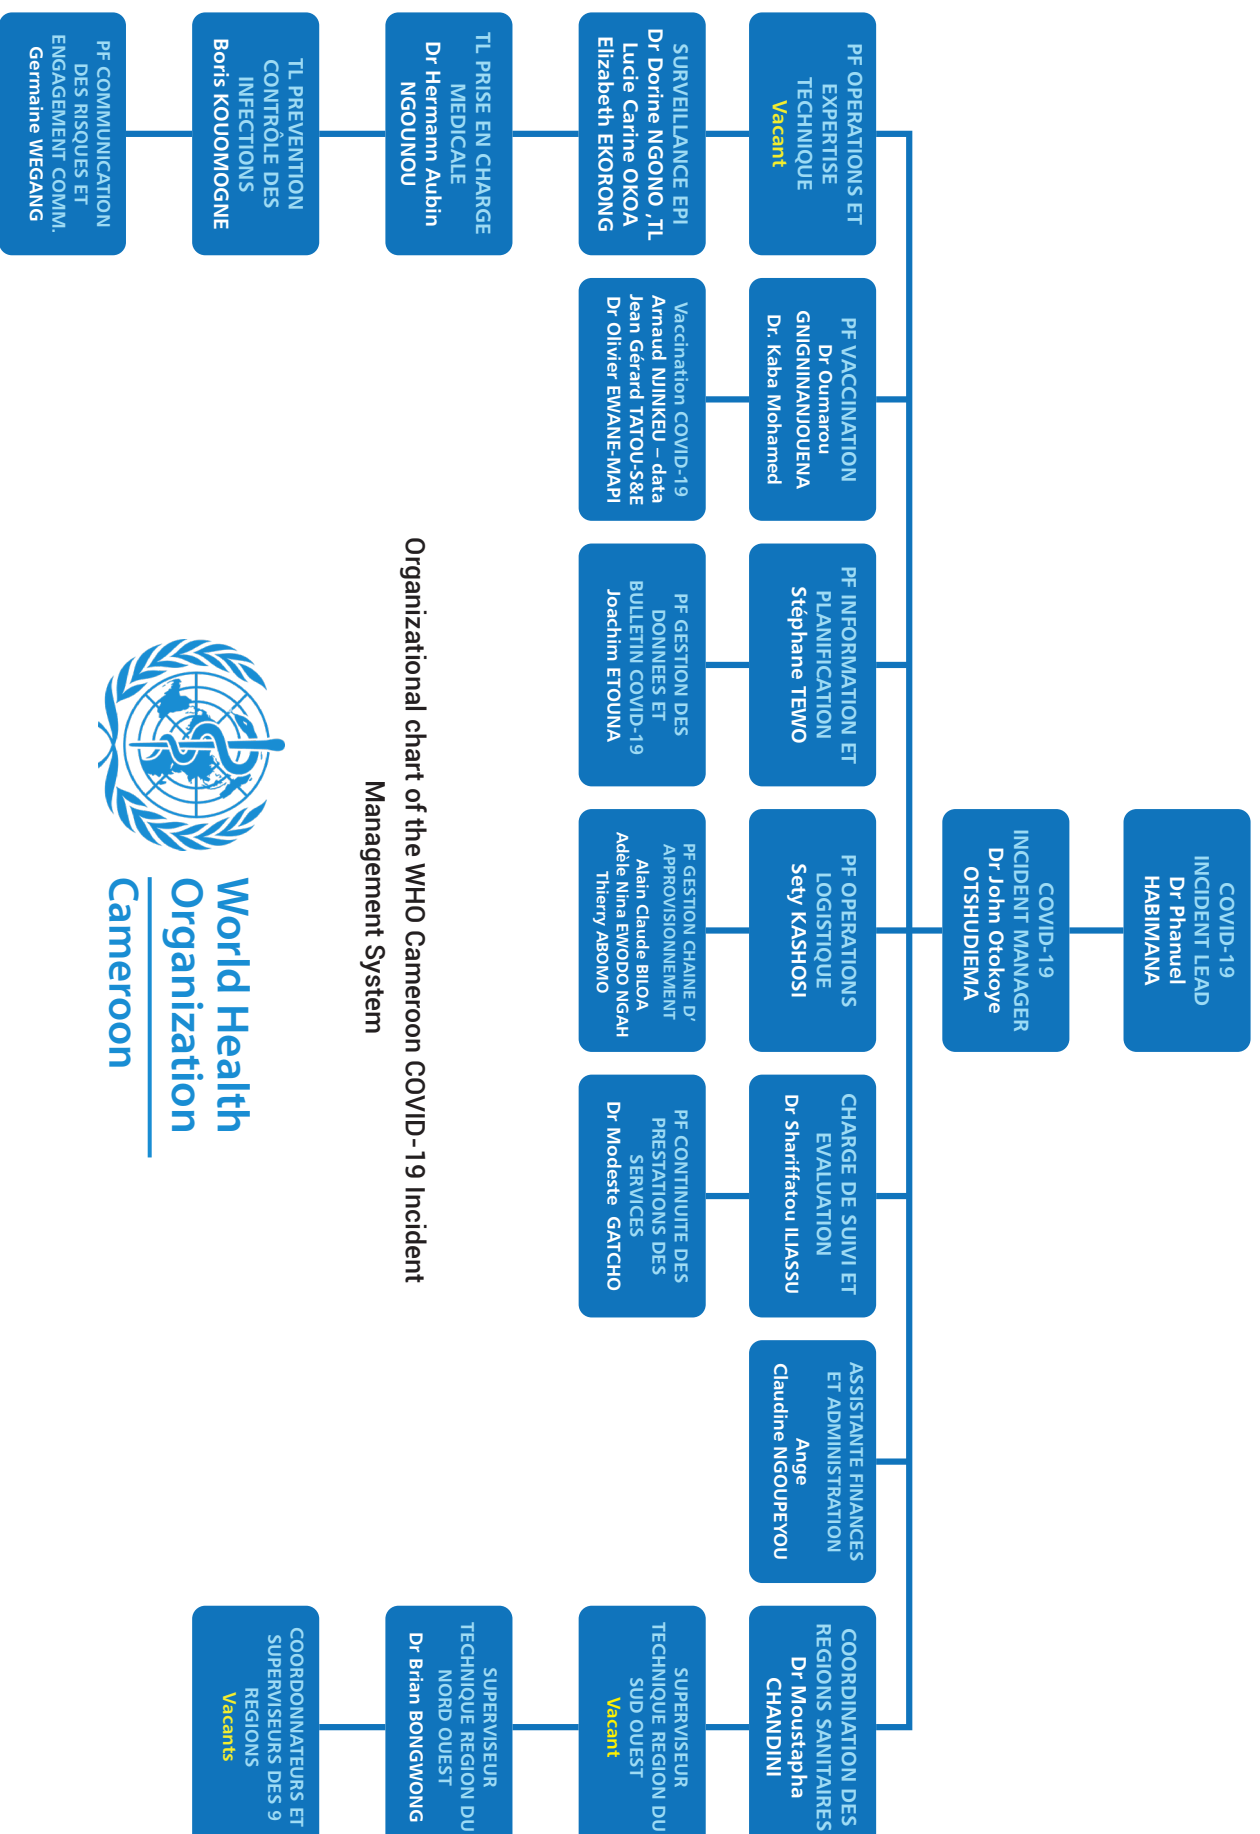 COVID-19
INCIDENT LEAD
Dr Phanuel
HABIMANA
COVID-19
INCIDENT MANAGER
Dr John Otokoye
OTSHUDIEMA
PF OPERATIONS ET
EXPERTISE
TECHNIQUE
Vacant
PF VACCINATION
Dr Oumarou
GNIGNINANJOUENA
Dr. Kaba Mohamed
PF INFORMATION ET
PLANIFICATION
Stéphane TEWO
PF OPERATIONS
LOGISTIQUE
Sety KASHOSI
CHARGE DE SUIVI ET
EVALUATION
Dr Shariffatou ILIASSU
ASSISTANTE FINANCES
ET ADMINISTRATION
Ange
Claudine NGOUPEYOU
COORDINATION DES
REGIONS SANITAIRES
Dr Moustapha
CHANDINI
SURVEILLANCE EPI
Dr Dorine NGONO ,TL
Lucie Carine OKOA
Elizabeth EKORONG
Vaccination COVID-19
Arnaud NJINKEU – data
Jean Gérard TATOU-S&E
Dr Olivier EWANE-MAPI
PF GESTION DES
DONNEES ET
BULLETIN COVID-19
Joachim ETOUNA
PF GESTION CHAINE D’
APPROVISIONNEMENT
Alain Claude BILOA
Adèle Nina EWODO NGAH
Thierry ABOMO
PF CONTINUITE DES
PRESTATIONS DES
SERVICES
Dr Modeste GATCHO
SUPERVISEUR
TECHNIQUE REGION DU
SUD OUEST
Vacant
TL PRISE EN CHARGE
MEDICALE
Dr Hermann Aubin
NGOUNOU
SUPERVISEUR
TECHNIQUE REGION DU
NORD OUEST
Dr Brian BONGWONG
TL PREVENTION
CONTRÔLE DES
INFECTIONS
Boris KOUOMOGNE
COORDONNATEURS ET
SUPERVISEURS DES 9
REGIONS
Vacants
PF COMMUNICATION
DES RISQUES ET
ENGAGEMENT COMM.
Germaine WEGANG
Organizational chart of the WHO Cameroon COVID-19 Incident
Management System
World Health
Organization
Cameroon